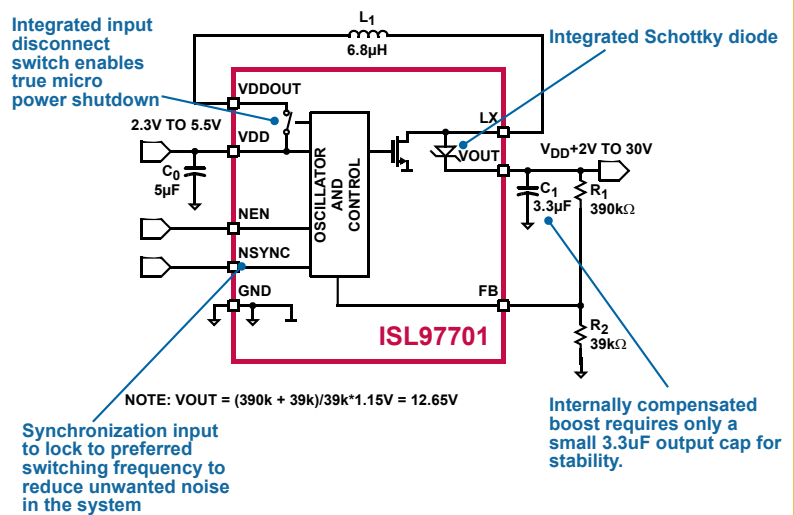 Integrated input
disconnect
switch enables
true micro
power shutdown
L1
6.8µH
Integrated Schottky diode
VDDOUT
LX
2.3V TO 5.5V
VDD
VOUT
VDD+2V TO 30V
C0
5µF
OSCILLATOR
AND
CONTROL
C1
3.3µF
R1
390kΩ
NEN
NSYNC
GND
FB
ISL97701
R2
39kΩ
NOTE: VOUT = (390k + 39k)/39k*1.15V = 12.65V
Synchronization input
to lock to preferred
switching frequency to
reduce unwanted noise
in the system
Internally compensated
boost requires only a
small 3.3uF output cap for
stability.